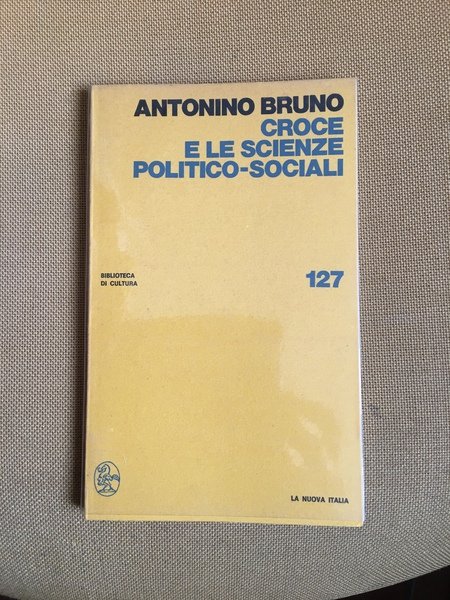 ANTONINO BRUNO
CROCE
E LE SCIENZE
POLITICO-SOCIALI
BIBLIOTECA
DI CULTURA
127
LA NUOVA ITALIA